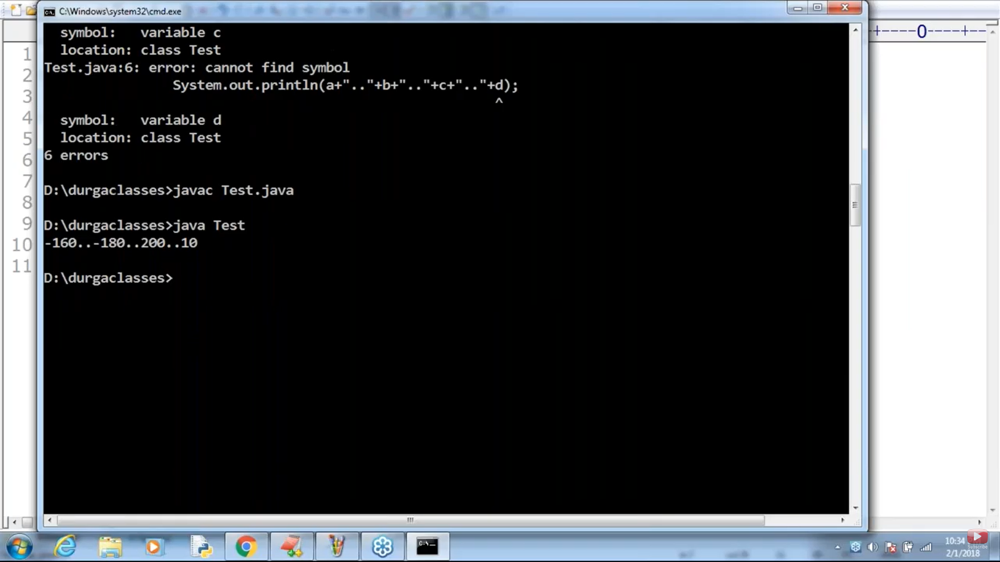 C:\Windows\system32\cmd.exe
symbol:   variable c
location: class Test
Test.java:6: error: cannot find symbol
System.out.println(a+".."+b+".."+c+".."+d);
^
symbol:   variable d
location: class Test
6 errors
D:\durgaclasses>javac Test.java
D:\durgaclasses>java Test
-160..-180..200..10
D:\durgaclasses>
+----0----+--
1
2
3
4
5
6
7
8
9
10
11
C:\_
10:34
Subscribe
2/1/2018